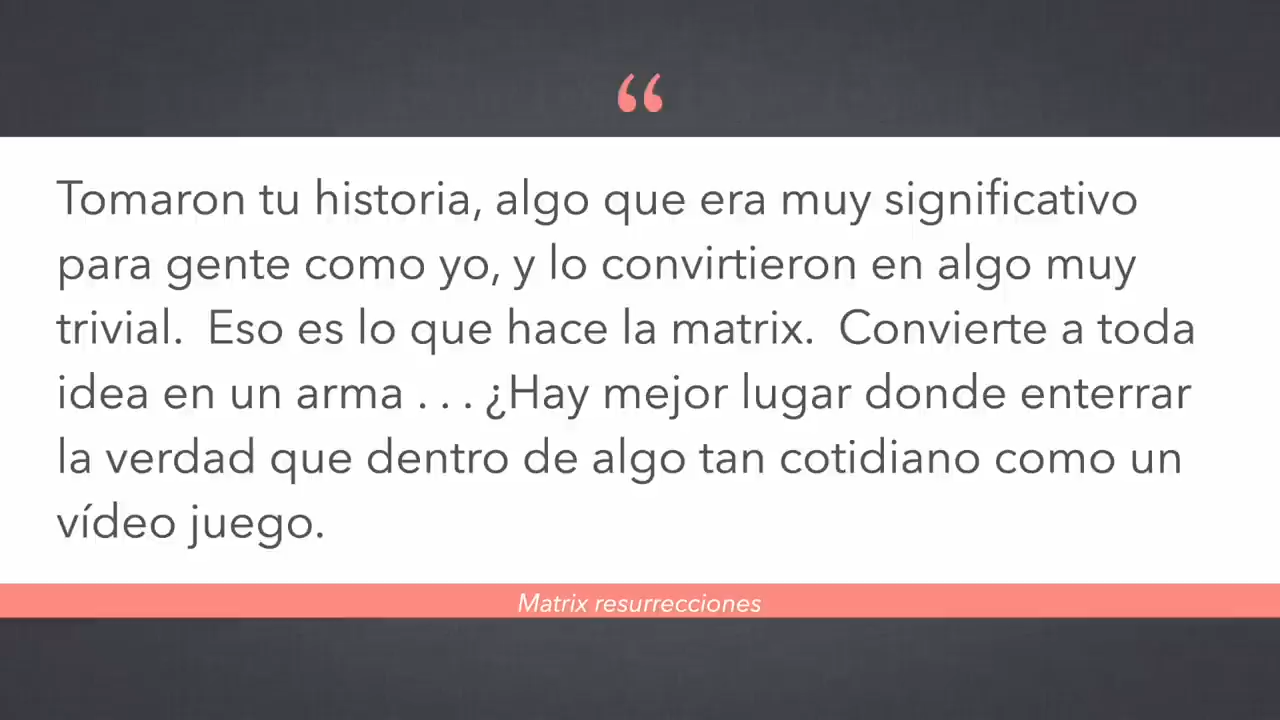 “
Tomaron tu historia, algo que era muy significativo
para gente como yo, y lo convirtieron en algo muy
trivial.  Eso es lo que hace la matrix.  Convierte a toda
idea en un arma . . . ¿Hay mejor lugar donde enterrar
la verdad que dentro de algo tan cotidiano como un
vídeo juego.
Matrix resurrecciones